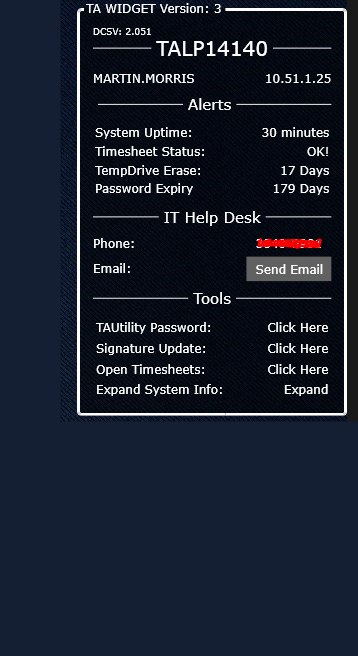 TA WIDGET Version: 3
DCSV: 2.051
TALP14140
MARTIN.MORRIS 10.51.1.25
Alerts
System Uptime: 30 minutes
Timesheet Status: OK!
TempDrive Erase: 17 Days
Password Expiry 179 Days
IT Help Desk
Phone:
Email: Send Email
Tools
TAUtility Password: Click Here
Signature Update: Click Here
Open Timesheets: Click Here
Expand System Info: Expand